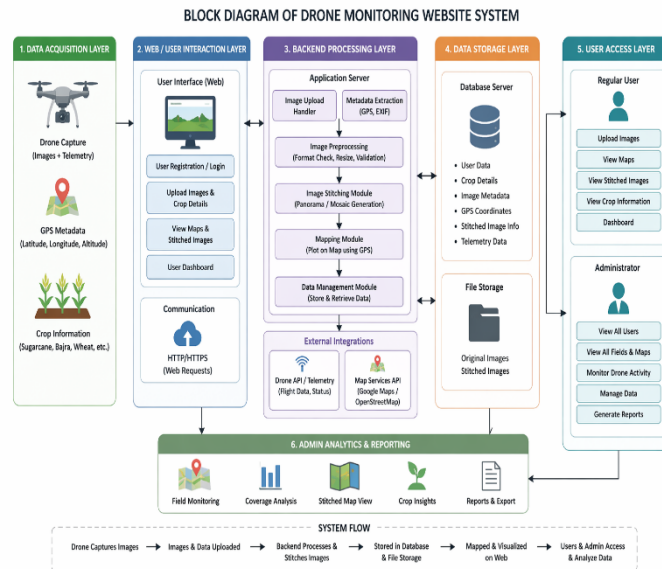 BLOCK DIAGRAM OF DRONE MONITORING WEBSITE SYSTEM
1. DATA ACQUISITION LAYER
Drone Capture
(Images + Telemetry)
GPS Metadata
(Latitude, Longitude, Altitude)
Crop Information
(Sugarcane, Bajra, Wheat, etc.)
2. WEB / USER INTERACTION LAYER
User Interface (Web)
User Registration / Login
Upload Images &
Crop Details
View Maps &
Stitched Images
User Dashboard
Communication
HTTP/HTTPS
(Web Requests)
3. BACKEND PROCESSING LAYER
Application Server
Image Upload
Handler
Metadata Extraction
(GPS, EXIF)
Image Preprocessing
(Format Check, Resize, Validation)
Image Stitching Module
(Panorama / Mosaic Generation)
Mapping Module
(Plot on Map using GPS)
Data Management Module
(Store & Retrieve Data)
External Integrations
Drone API / Telemetry
(Flight Data, Status)
Map Services API
(Google Maps /
OpenStreetMap)
4. DATA STORAGE LAYER
Database Server
• User Data
• Crop Details
• Image Metadata
• GPS Coordinates
• Stitched Image Info
• Telemetry Data
File Storage
Original Images
Stitched Images
5. USER ACCESS LAYER
Regular User
Upload Images
View Maps
View Stitched Images
View Crop Information
Dashboard
Administrator
View All Users
View All Fields & Maps
Monitor Drone Activity
Manage Data
Generate Reports
6. ADMIN ANALYTICS & REPORTING
Field Monitoring
Coverage Analysis
Stitched Map View
Crop Insights
Reports & Export
SYSTEM FLOW
Drone Captures Images
Images & Data Uploaded
Backend Processes &
Stitches Images
Stored in Database
& File Storage
Mapped & Visualized
on Web
Users & Admin Access
& Analyze Data